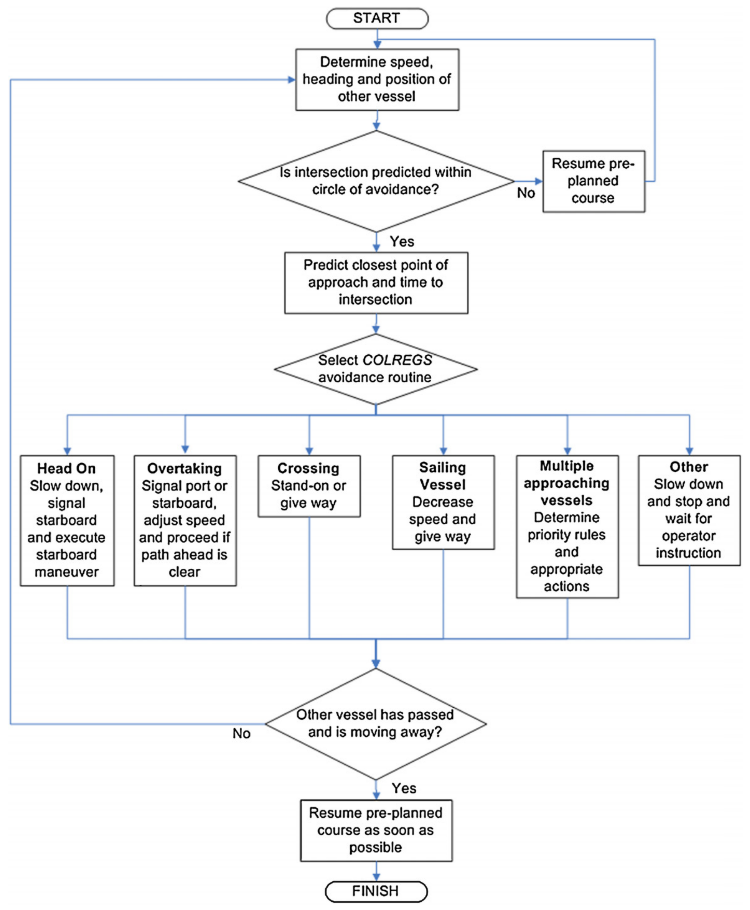 START
Determine speed,
heading and position of
other vessel
Is intersection predicted within
circle of avoidance?
No
Resume pre-
planned
course
Yes
Predict closest point of
approach and time to
intersection
Select COLREGS
avoidance routine
Head On
Slow down,
signal
starboard
and execute
starboard
maneuver
Overtaking
Signal port or
starboard,
adjust speed
and proceed if
path ahead is
clear
Crossing
Stand-on or
give way
Sailing
Vessel
Decrease
speed and
give way
Multiple
approaching
vessels
Determine
priority rules
and
appropriate
actions
Other
Slow down
and stop and
wait for
operator
instruction
Other vessel has passed
and is moving away?
No
Yes
Resume pre-planned
course as soon as
possible
FINISH